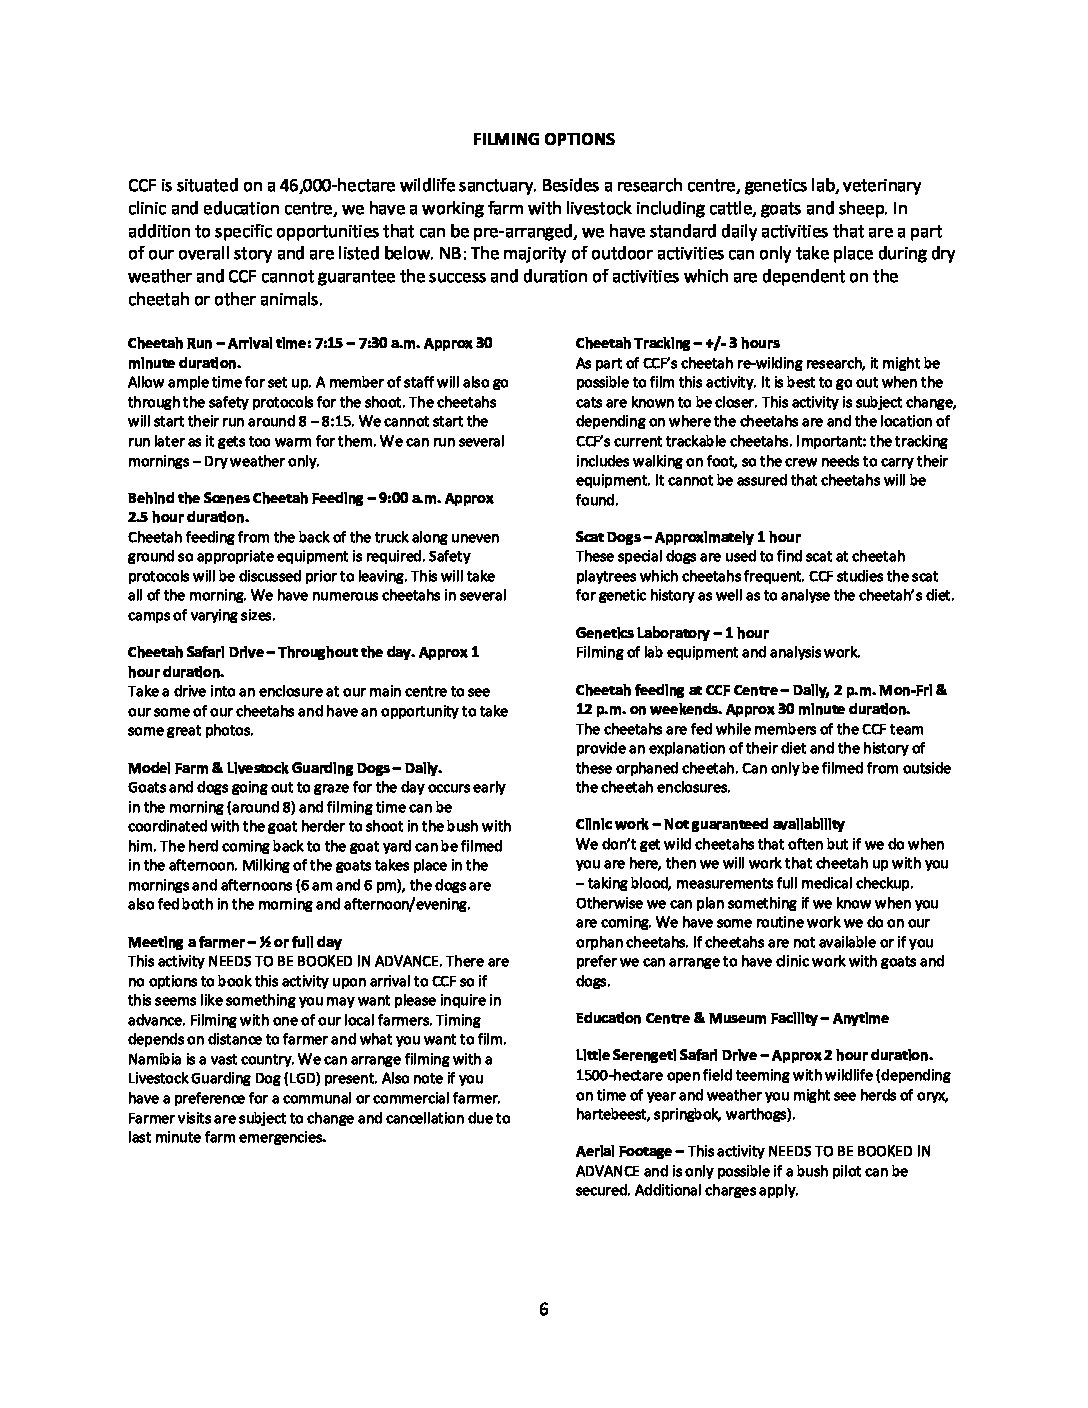 FILMING OPTIONS
CCF is situated on a 46,000-hectare wildlife sanctuary. Besides a research centre, genetics lab, veterinary
clinic and education centre, we have a working farm with livestock including cattle, goats and sheep. In
addition to specific opportunities that can be pre-arranged, we have standard daily activities that are a part
of our overall story and are listed below. NB: The majority of outdoor activities can only take place during dry
weather and CCF cannot guarantee the success and duration of activities which are dependent on the
cheetah or other animals.
Cheetah Run – Arrival time: 7:15 – 7:30 a.m. Approx 30
minute duration.
Allow ample time for set up. A member of staff will also go
through the safety protocols for the shoot. The cheetahs
will start their run around 8 – 8:15. We cannot start the
run later as it gets too warm for them. We can run several
mornings – Dry weather only.
Behind the Scenes Cheetah Feeding – 9:00 a.m. Approx
2.5 hour duration.
Cheetah feeding from the back of the truck along uneven
ground so appropriate equipment is required. Safety
protocols will be discussed prior to leaving. This will take
all of the morning. We have numerous cheetahs in several
camps of varying sizes.
Cheetah Safari Drive – Throughout the day. Approx 1
hour duration.
Take a drive into an enclosure at our main centre to see
our some of our cheetahs and have an opportunity to take
some great photos.
Model Farm & Livestock Guarding Dogs – Daily.
Goats and dogs going out to graze for the day occurs early
in the morning (around 8) and filming time can be
coordinated with the goat herder to shoot in the bush with
him. The herd coming back to the goat yard can be filmed
in the afternoon. Milking of the goats takes place in the
mornings and afternoons (6 am and 6 pm), the dogs are
also fed both in the morning and afternoon/evening.
Meeting a farmer – ½ or full day
This activity NEEDS TO BE BOOKED IN ADVANCE. There are
no options to book this activity upon arrival to CCF so if
this seems like something you may want please inquire in
advance. Filming with one of our local farmers. Timing
depends on distance to farmer and what you want to film.
Namibia is a vast country. We can arrange filming with a
Livestock Guarding Dog (LGD) present. Also note if you
have a preference for a communal or commercial farmer.
Farmer visits are subject to change and cancellation due to
last minute farm emergencies.
Cheetah Tracking – +/- 3 hours
As part of CCF's cheetah re-wilding research, it might be
possible to film this activity. It is best to go out when the
cats are known to be closer. This activity is subject change,
depending on where the cheetahs are and the location of
CCF's current trackable cheetahs. Important: the tracking
includes walking on foot, so the crew needs to carry their
equipment. It cannot be assured that cheetahs will be
found.
Scat Dogs – Approximately 1 hour
These special dogs are used to find scat at cheetah
playtrees which cheetahs frequent. CCF studies the scat
for genetic history as well as to analyse the cheetah's diet.
Genetics Laboratory – 1 hour
Filming of lab equipment and analysis work.
Cheetah feeding at CCF Centre – Daily, 2 p.m. Mon-Fri &
12 p.m. on weekends. Approx 30 minute duration.
The cheetahs are fed while members of the CCF team
provide an explanation of their diet and the history of
these orphaned cheetah. Can only be filmed from outside
the cheetah enclosures.
Clinic work – Not guaranteed availability
We don't get wild cheetahs that often but if we do when
you are here, then we will work that cheetah up with you
– taking blood, measurements full medical checkup.
Otherwise we can plan something if we know when you
are coming. We have some routine work we do on our
orphan cheetahs. If cheetahs are not available or if you
prefer we can arrange to have clinic work with goats and
dogs.
Education Centre & Museum Facility – Anytime
Little Serengeti Safari Drive – Approx 2 hour duration.
1500-hectare open field teeming with wildlife (depending
on time of year and weather you might see herds of oryx,
hartebeest, springbok, warthogs).
Aerial Footage – This activity NEEDS TO BE BOOKED IN
ADVANCE and is only possible if a bush pilot can be
secured. Additional charges apply.
6